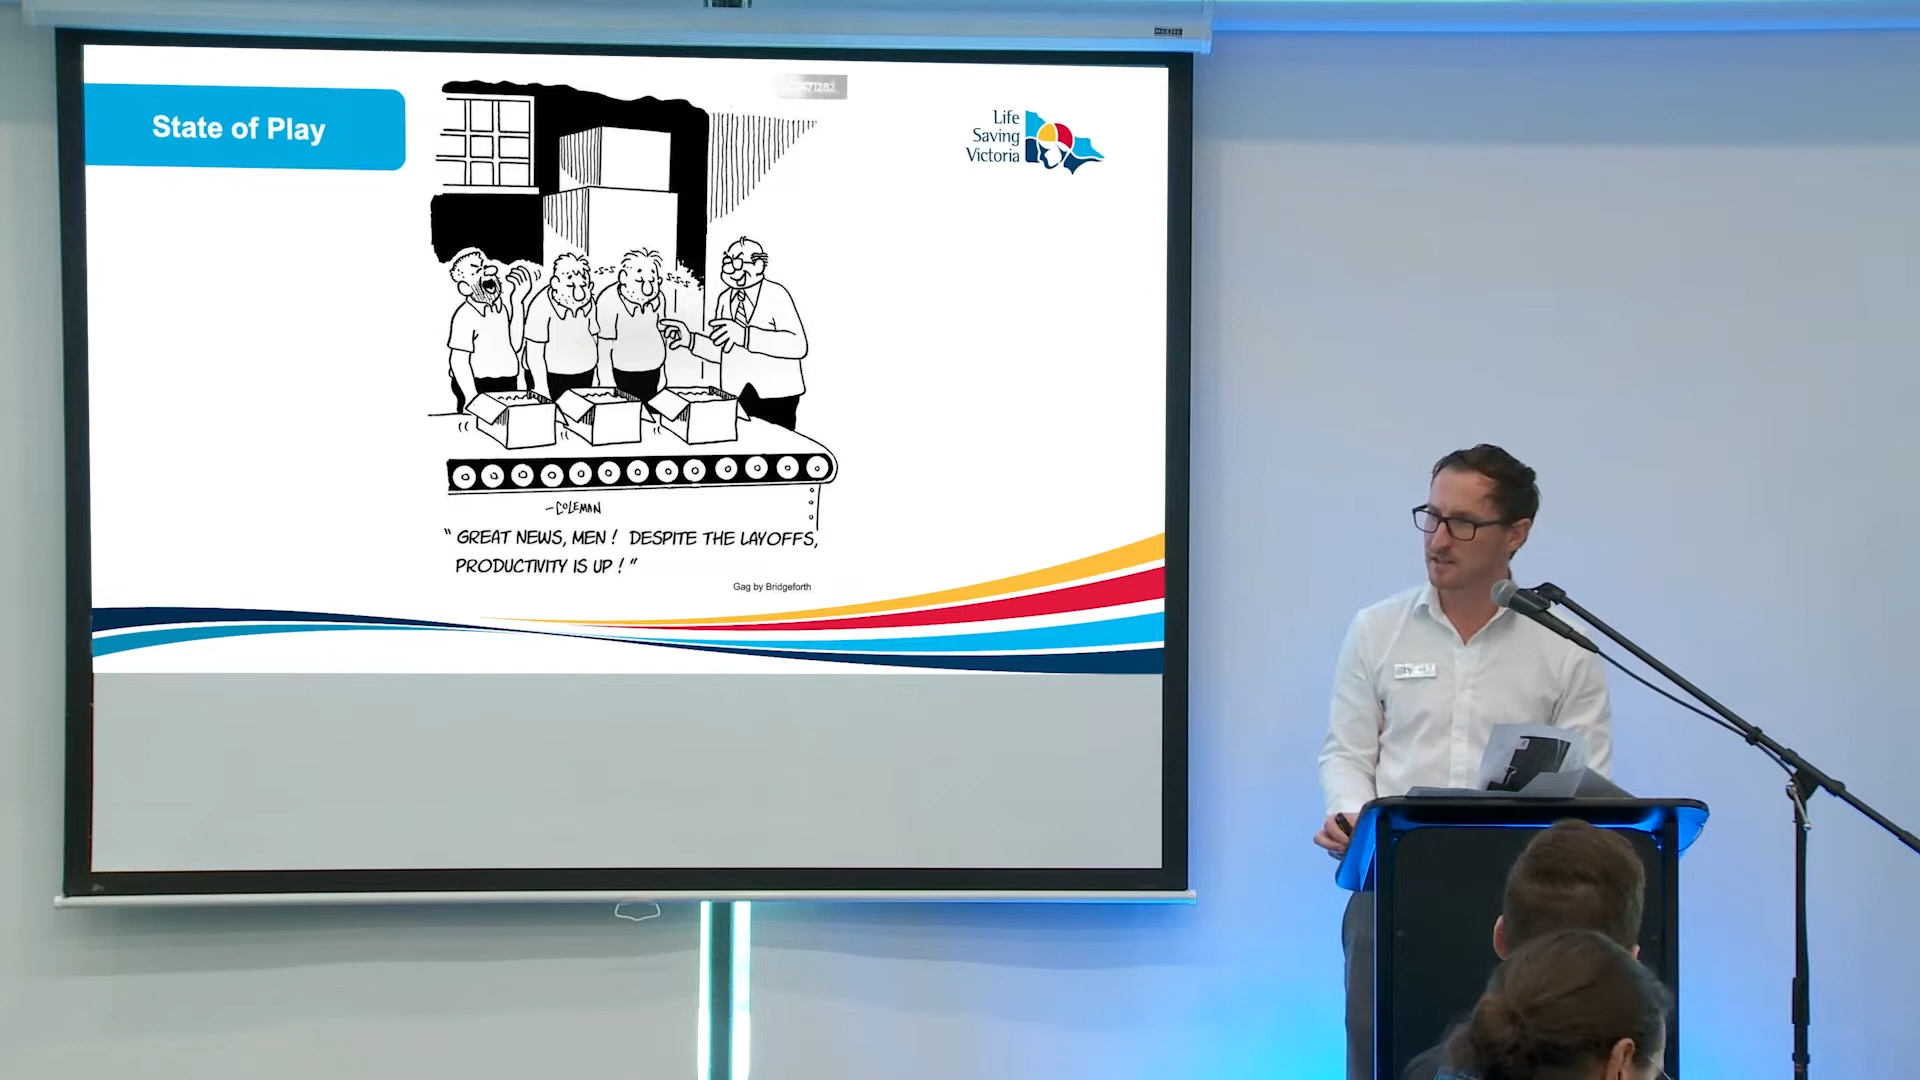 State of Play
Life
Saving
Victoria
471282
–COLEMAN
“ GREAT NEWS, MEN ! DESPITE THE LAYOFFS,
PRODUCTIVITY IS UP ! ”
Gag by Bridgeforth